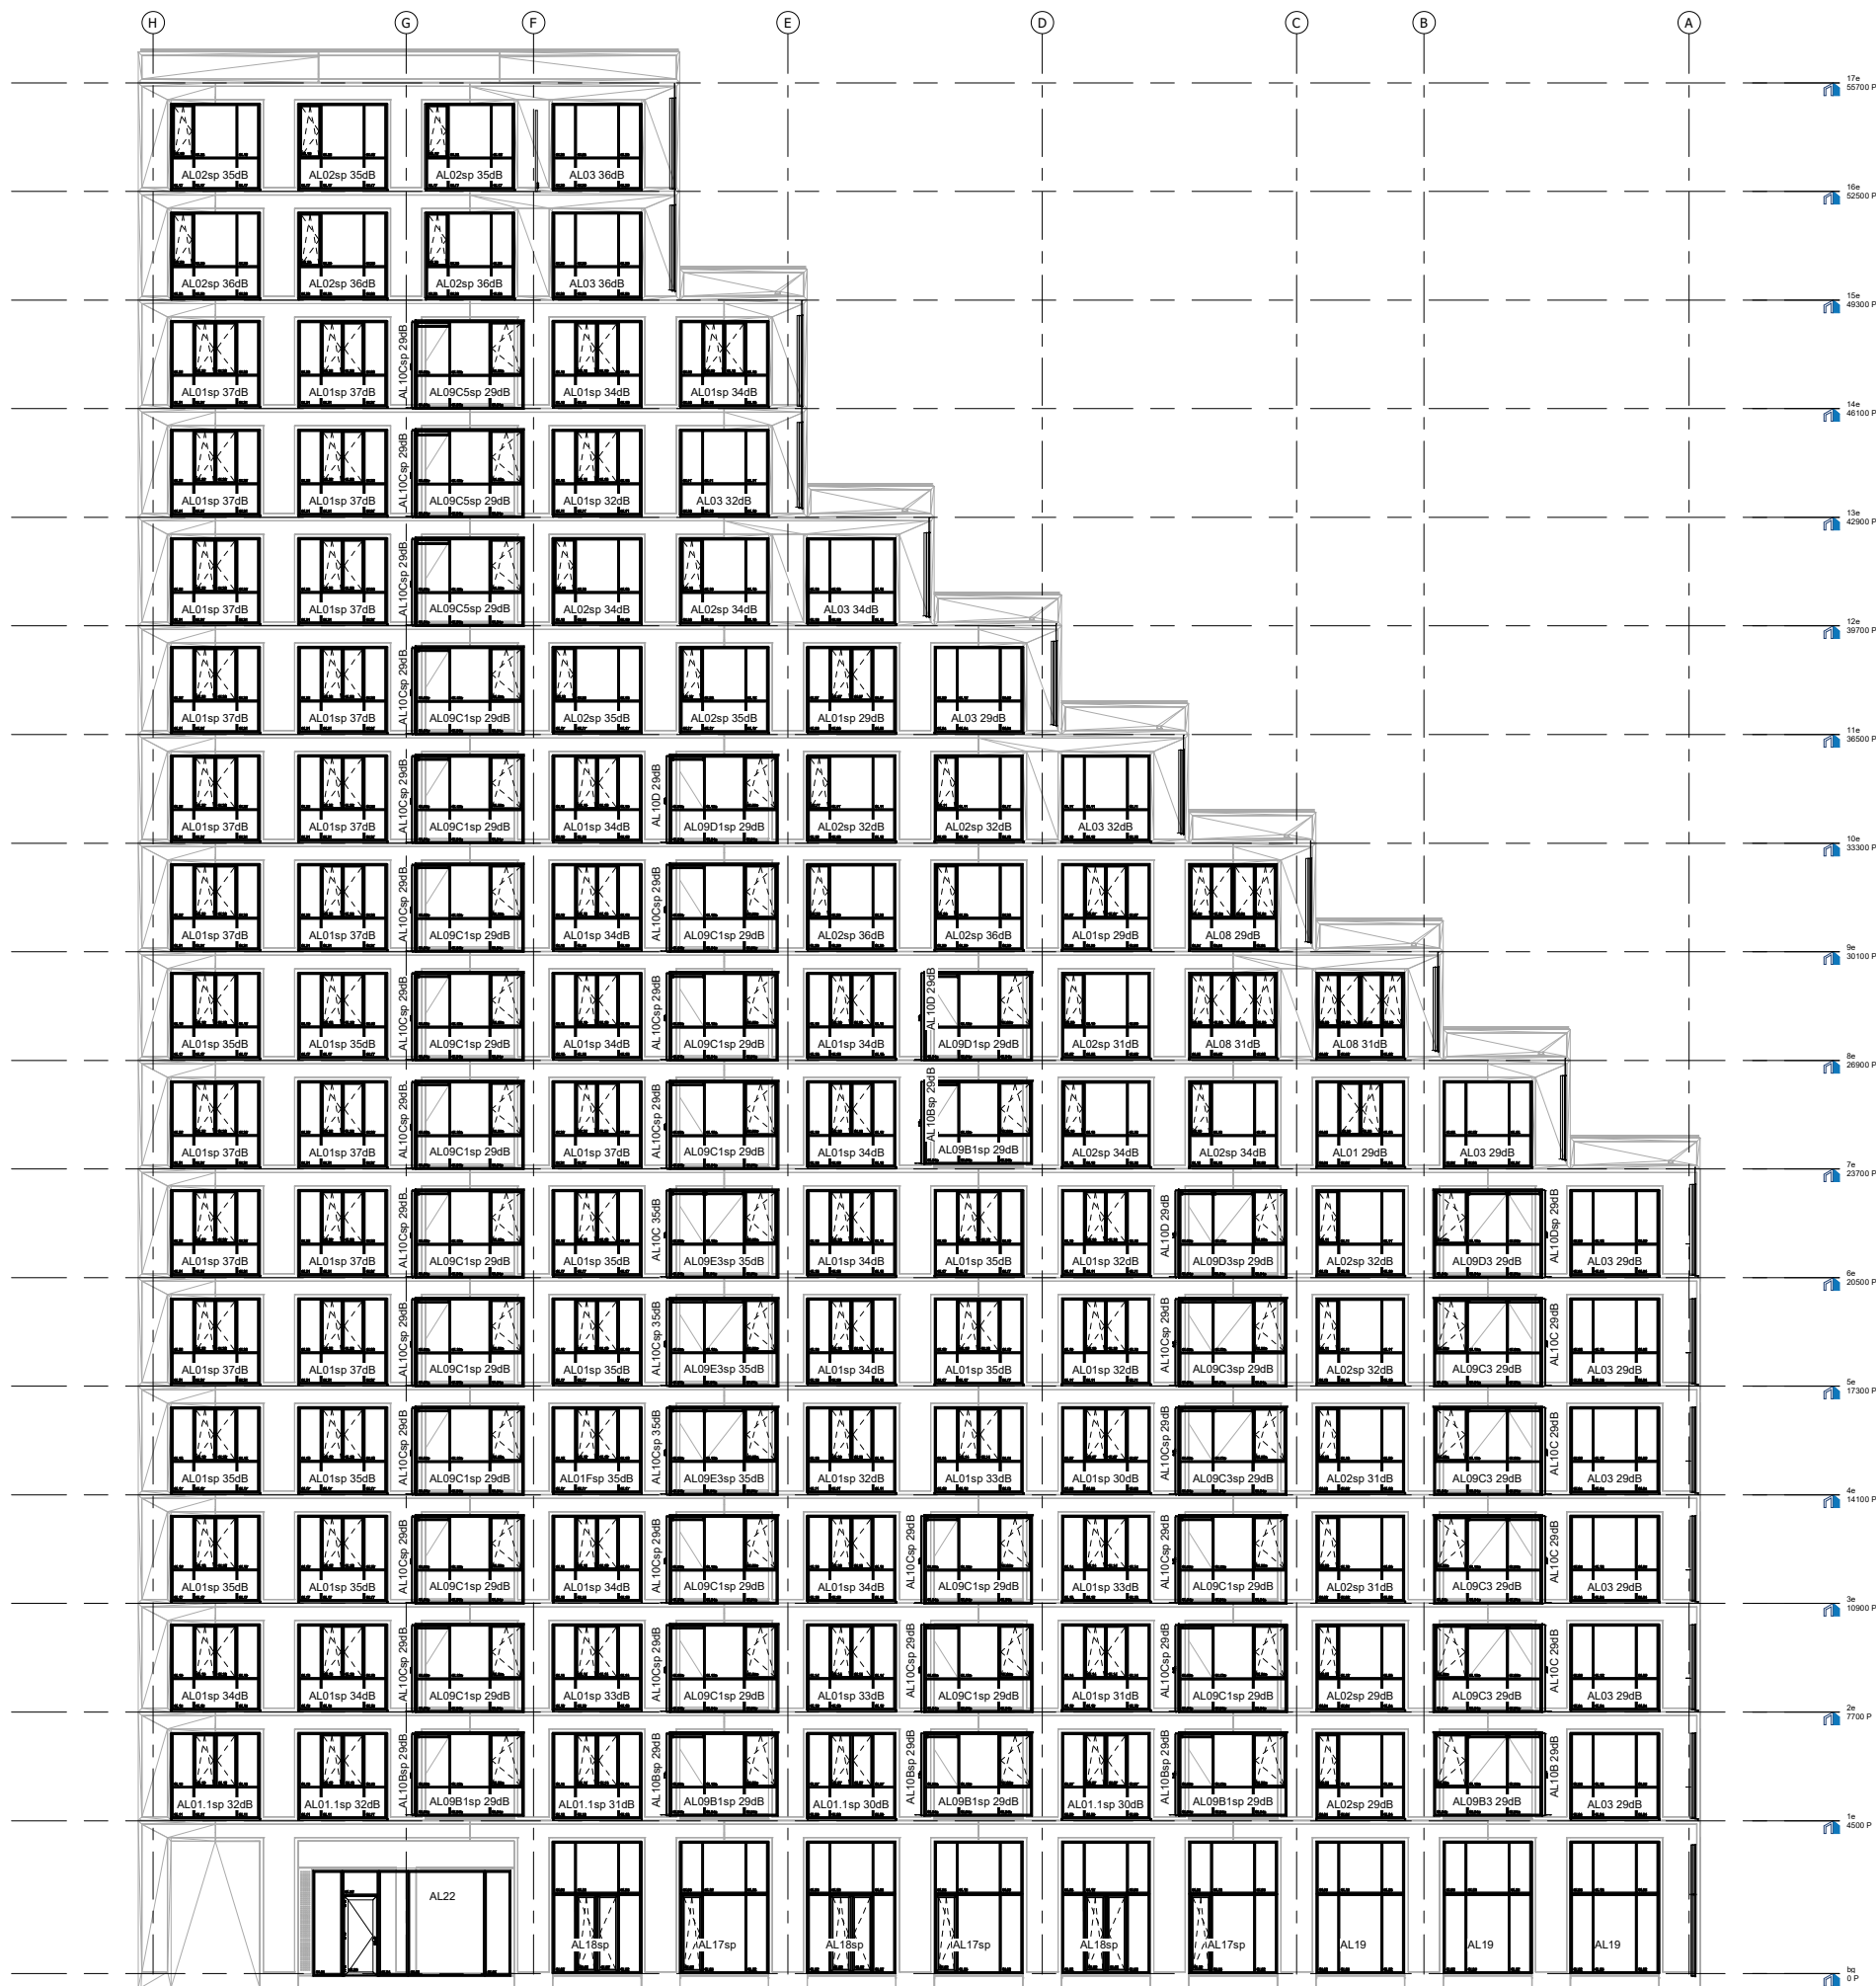 H G F E D C B A
17e
55700 P
AL02sp 35dB AL02sp 35dB AL02sp 35dB AL03 36dB
16e
52500 P
AL02sp 36dB AL02sp 36dB AL02sp 36dB AL03 36dB
15e
49300 P
AL01sp 37dB AL01sp 37dB AL10Csp 29dB AL09C5sp 29dB AL01sp 34dB AL01sp 34dB
14e
46100 P
AL01sp 37dB AL01sp 37dB AL10Csp 29dB AL09C5sp 29dB AL01sp 32dB AL03 32dB
13e
42900 P
AL01sp 37dB AL01sp 37dB AL10Csp 29dB AL09C5sp 29dB AL02sp 34dB AL02sp 34dB AL03 34dB
12e
39700 P
AL01sp 37dB AL01sp 37dB AL10Csp 29dB AL09C1sp 29dB AL02sp 35dB AL02sp 35dB AL01sp 29dB AL03 29dB
11e
36500 P
AL01sp 37dB AL01sp 37dB AL10Csp 29dB AL09C1sp 29dB AL01sp 34dB AL10D 29dB AL09D1sp 29dB AL02sp 32dB AL02sp 32dB AL03 32dB
10e
33300 P
AL01sp 37dB AL01sp 37dB AL10Csp 29dB AL09C1sp 29dB AL01sp 34dB AL10Csp 29dB AL09C1sp 29dB AL02sp 36dB AL02sp 36dB AL01sp 29dB AL08 29dB
9e
30100 P
AL01sp 35dB AL01sp 35dB AL10Csp 29dB AL09C1sp 29dB AL01sp 34dB AL10Csp 29dB AL09C1sp 29dB AL01sp 34dB AL10D 29dB AL09D1sp 29dB AL02sp 31dB AL08 31dB AL08 31dB
8e
26900 P
AL01sp 37dB AL01sp 37dB AL10Csp 29dB AL09C1sp 29dB AL01sp 37dB AL10Csp 29dB AL09C1sp 29dB AL01sp 34dB AL10Bsp 29dB AL09B1sp 29dB AL02sp 34dB AL02sp 34dB AL01 29dB AL03 29dB
7e
23700 P
AL01sp 37dB AL01sp 37dB AL10Csp 29dB AL09C1sp 29dB AL01sp 35dB AL10C 35dB AL09E3sp 35dB AL01sp 34dB AL01sp 35dB AL01sp 32dB AL10D 29dB AL09D3sp 29dB AL02sp 32dB AL09D3 29dB AL10Dsp 29dB AL03 29dB
6e
20500 P
AL01sp 37dB AL01sp 37dB AL10Csp 29dB AL09C1sp 29dB AL01sp 35dB AL10Csp 35dB AL09E3sp 35dB AL01sp 34dB AL01sp 35dB AL01sp 32dB AL10Csp 29dB AL09C3sp 29dB AL02sp 32dB AL09C3 29dB AL10C 29dB AL03 29dB
5e
17300 P
AL01sp 35dB AL01sp 35dB AL10Csp 29dB AL09C1sp 29dB AL01Fsp 35dB AL10Csp 35dB AL09E3sp 35dB AL01sp 32dB AL01sp 33dB AL01sp 30dB AL10Csp 29dB AL09C3sp 29dB AL02sp 31dB AL09C3 29dB AL10C 29dB AL03 29dB
4e
14100 P
AL01sp 35dB AL01sp 35dB AL10Csp 29dB AL09C1sp 29dB AL01sp 34dB AL10Csp 29dB AL09C1sp 29dB AL01sp 34dB AL10Csp 29dB AL09C1sp 29dB AL01sp 33dB AL10Csp 29dB AL09C1sp 29dB AL02sp 31dB AL09C3 29dB AL10C 29dB AL03 29dB
3e
10900 P
AL01sp 34dB AL01sp 34dB AL10Csp 29dB AL09C1sp 29dB AL01sp 33dB AL10Csp 29dB AL09C1sp 29dB AL01sp 33dB AL10Csp 29dB AL09C1sp 29dB AL01sp 31dB AL10Csp 29dB AL09C1sp 29dB AL02sp 29dB AL09C3 29dB AL10C 29dB AL03 29dB
2e
7700 P
AL01.1sp 32dB AL01.1sp 32dB AL10Bsp 29dB AL09B1sp 29dB AL01.1sp 31dB AL10Bsp 29dB AL09B1sp 29dB AL01.1sp 30dB AL10Bsp 29dB AL09B1sp 29dB AL01.1sp 30dB AL10Bsp 29dB AL09B1sp 29dB AL02sp 29dB AL09B3 29dB AL10B 29dB AL03 29dB
1e
4500 P
AL22 AL18sp AL17sp AL18sp AL17sp AL18sp AL17sp AL19 AL19 AL19
bg
0 P